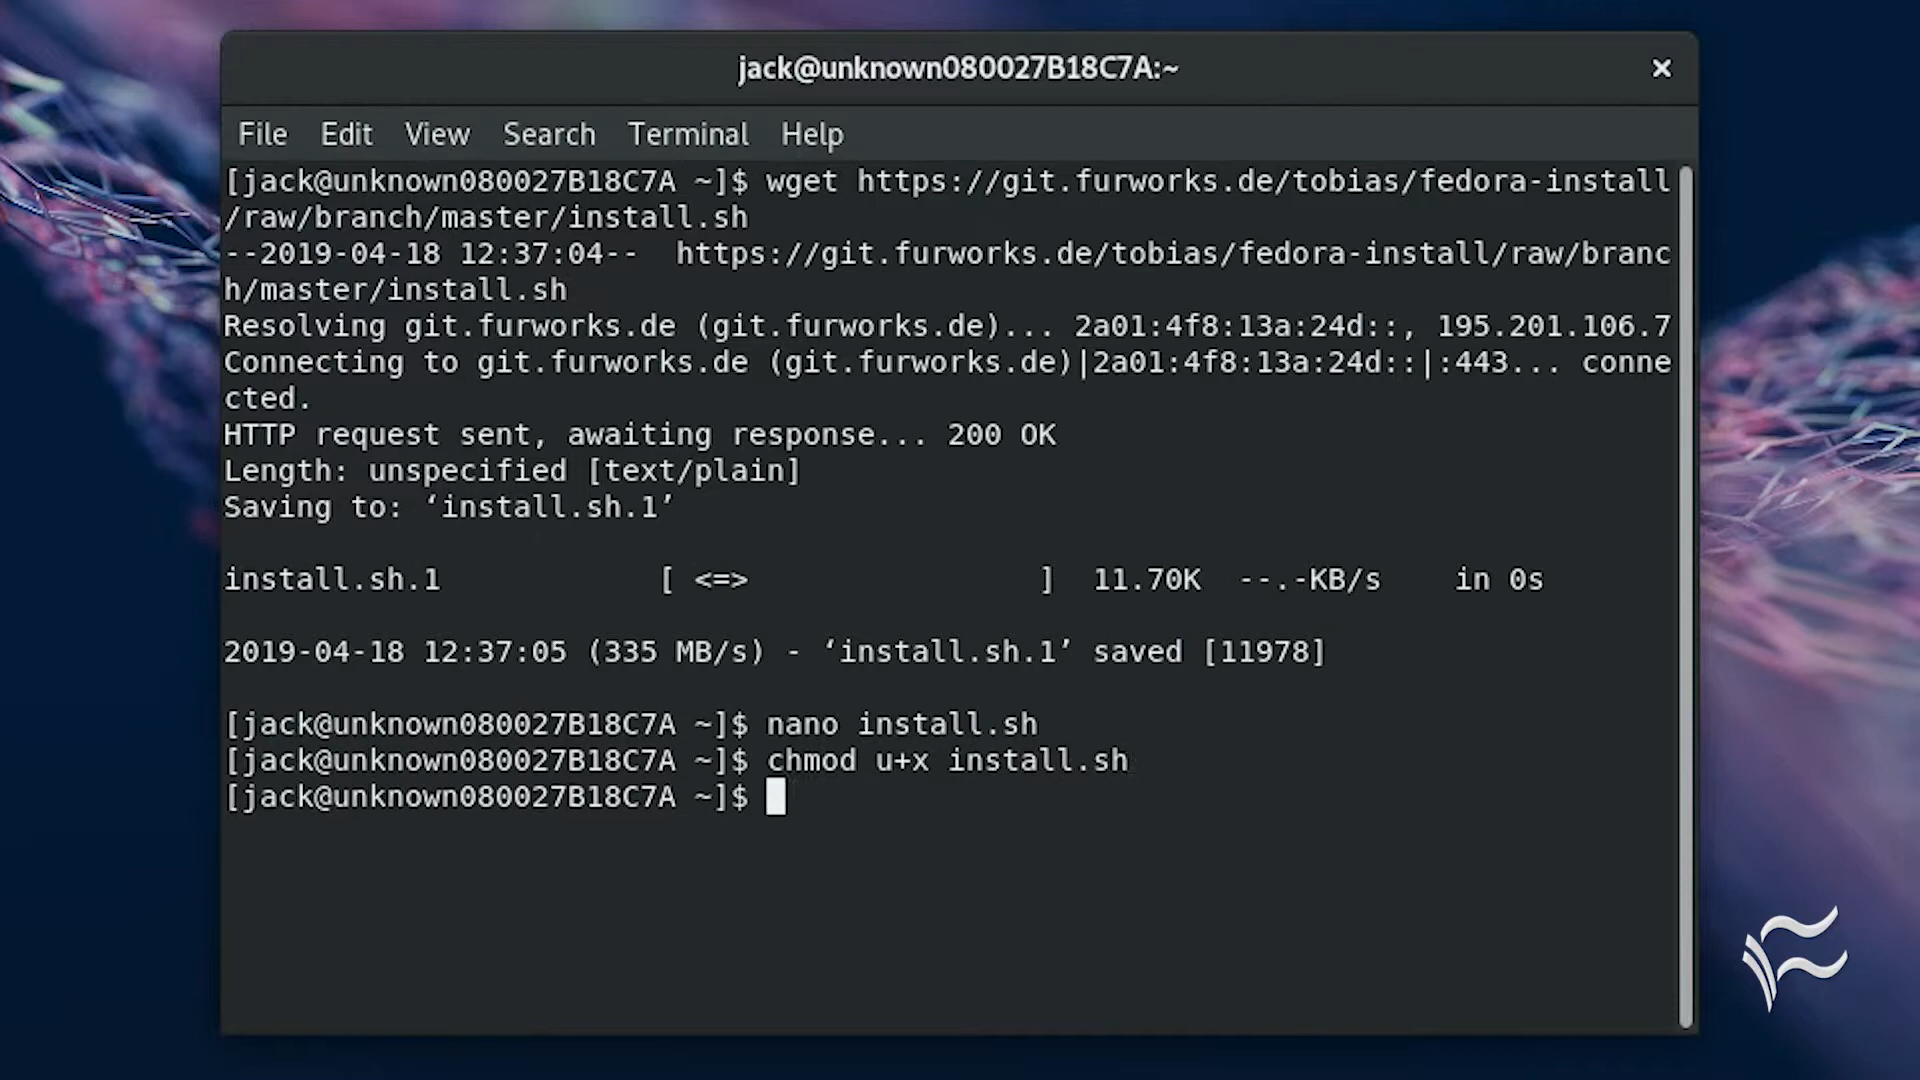 jack@unknown080027B18C7A:~
File Edit View Search Terminal Help
[jack@unknown080027B18C7A ~]$ wget https://git.furworks.de/tobias/fedora-install
/raw/branch/master/install.sh
--2019-04-18 12:37:04--  https://git.furworks.de/tobias/fedora-install/raw/branc
h/master/install.sh
Resolving git.furworks.de (git.furworks.de)... 2a01:4f8:13a:24d::, 195.201.106.7
Connecting to git.furworks.de (git.furworks.de)|2a01:4f8:13a:24d::|:443... conne
cted.
HTTP request sent, awaiting response... 200 OK
Length: unspecified [text/plain]
Saving to: ‘install.sh.1’
install.sh.1            [ <=>                ]  11.70K  --.-KB/s    in 0s
2019-04-18 12:37:05 (335 MB/s) - ‘install.sh.1’ saved [11978]
[jack@unknown080027B18C7A ~]$ nano install.sh
[jack@unknown080027B18C7A ~]$ chmod u+x install.sh
[jack@unknown080027B18C7A ~]$